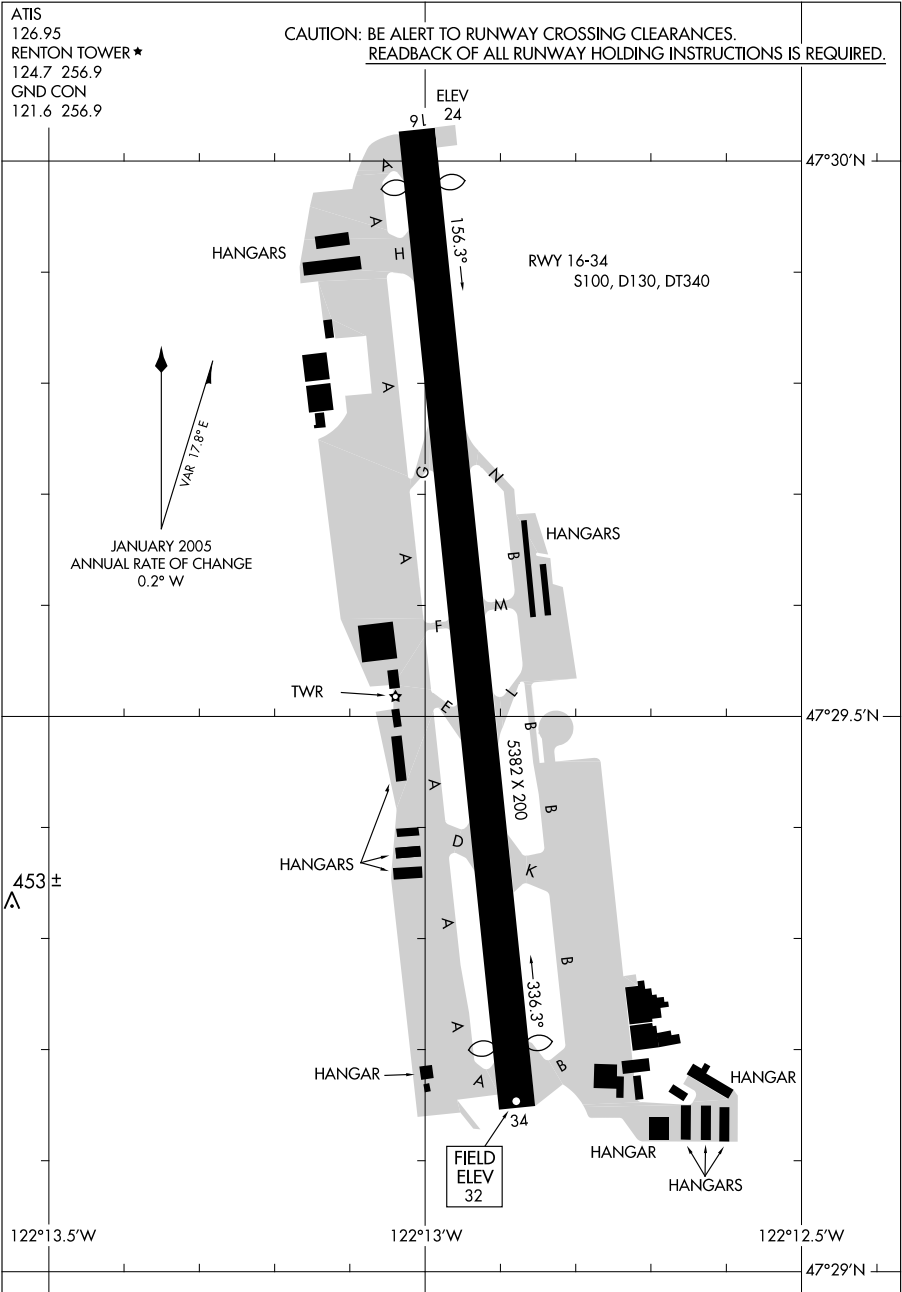 ATIS
126.95
RENTON TOWER★
124.7 256.9
GND CON
121.6 256.9
CAUTION: BE ALERT TO RUNWAY CROSSING CLEARANCES.
READBACK OF ALL RUNWAY HOLDING INSTRUCTIONS IS REQUIRED.
ELEV
24
16
47°30'N
A
A
H
HANGARS
156.3°
RWY 16-34
S100, D130, DT340
A
VAR 17.8° E
JANUARY 2005
ANNUAL RATE OF CHANGE
0.2° W
G
N
HANGARS
A
B
M
F
TWR
E
L
B
47°29.5'N
5382 X 200
A
B
D
K
HANGARS
453 ±
A
B
336.3°
A
HANGAR
A
B
HANGAR
34
FIELD
ELEV
32
HANGAR
HANGARS
122°13.5'W
122°13'W
122°12.5'W
47°29'N